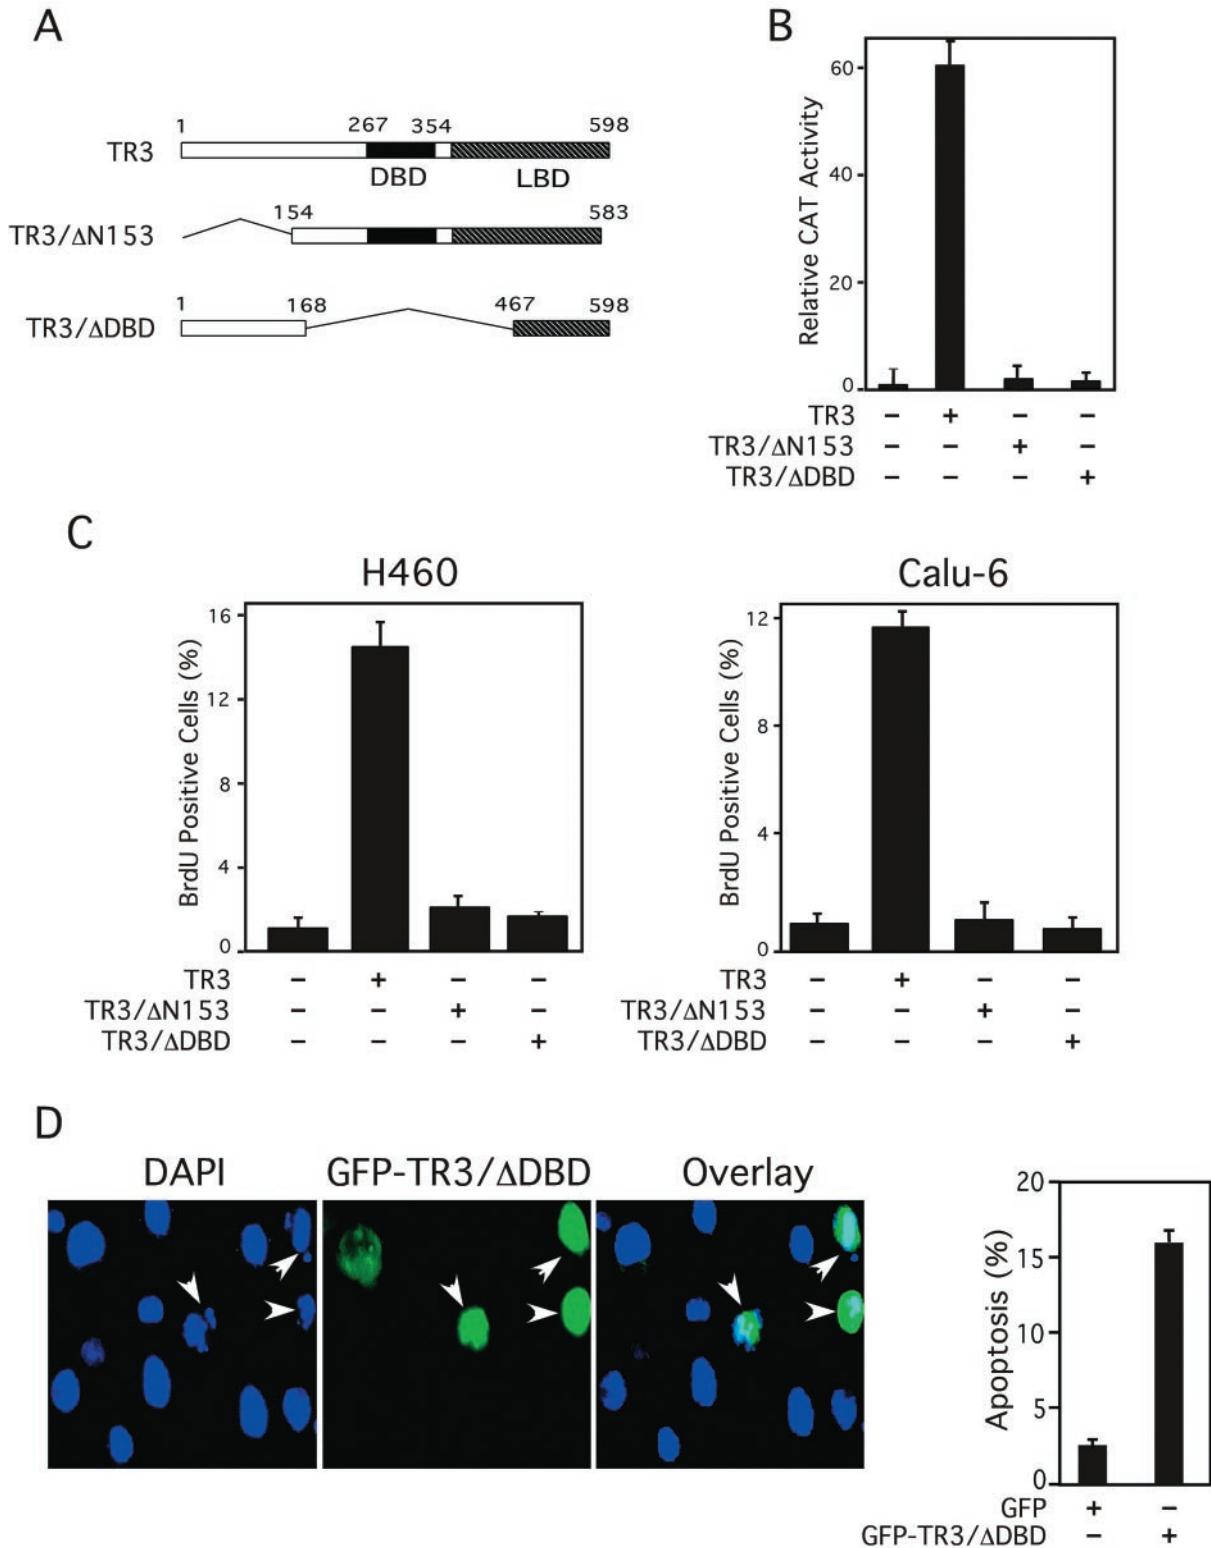 A
1 267 354 598
TR3
DBD LBD
154 583
TR3/ΔN153
1 168 467 598
TR3/ΔDBD
B
Relative CAT Activity
60
40
20
0
TR3 – + – –
TR3/ΔN153 – – + –
TR3/ΔDBD – – – +
C
H460
BrdU Positive Cells (%)
16
12
8
4
0
TR3 – + – –
TR3/ΔN153 – – + –
TR3/ΔDBD – – – +
Calu-6
BrdU Positive Cells (%)
12
8
4
0
TR3 – + – –
TR3/ΔN153 – – + –
TR3/ΔDBD – – – +
D
DAPI GFP-TR3/ΔDBD Overlay
Apoptosis (%)
20
15
10
5
0
GFP + –
GFP-TR3/ΔDBD – +